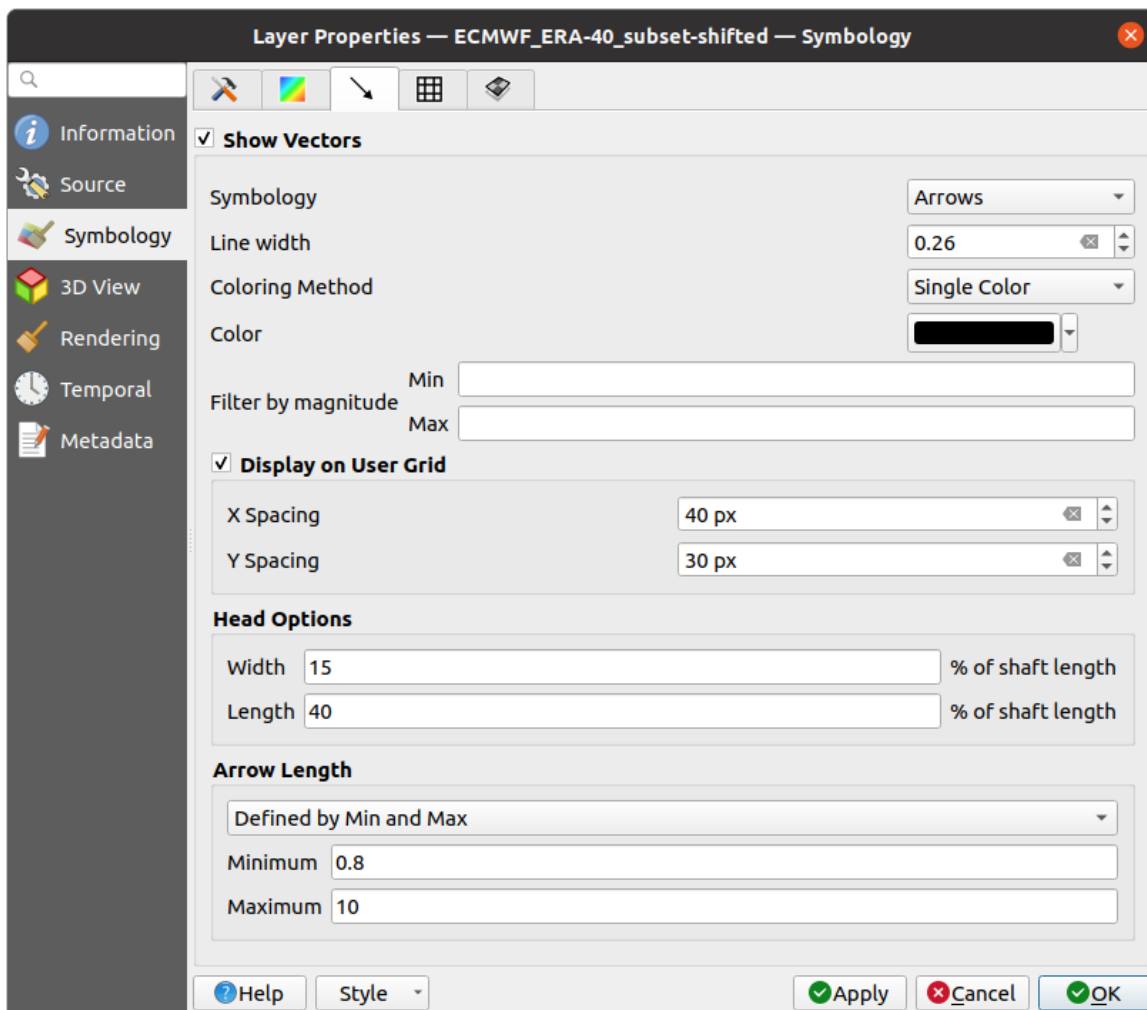 Layer Properties — ECMWF_ERA-40_subset-shifted — Symbology
Information
Source
Symbology
3D View
Rendering
Temporal
Metadata
Show Vectors
Symbology Arrows
Line width 0.26
Coloring Method Single Color
Color
Filter by magnitude
Min
Max
Display on User Grid
X Spacing 40 px
Y Spacing 30 px
Head Options
Width 15 % of shaft length
Length 40 % of shaft length
Arrow Length
Defined by Min and Max
Minimum 0.8
Maximum 10
Help Style Apply Cancel OK